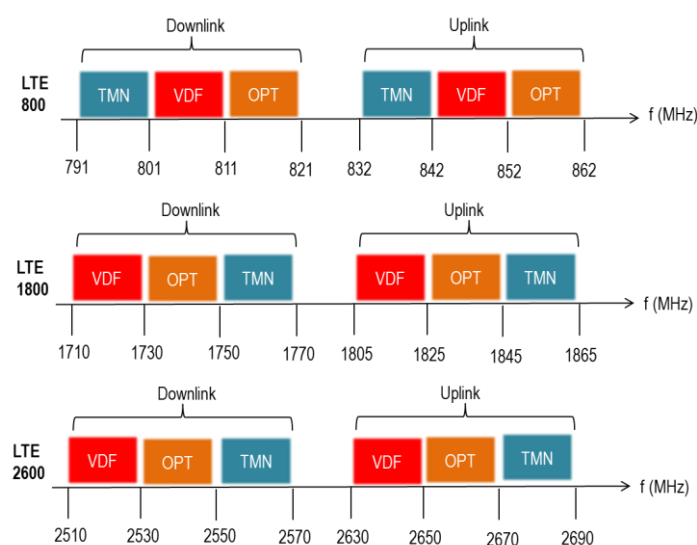 Downlink Uplink
LTE 800
TMN VDF OPT TMN VDF OPT
f (MHz)
791 801 811 821 832 842 852 862
Downlink Uplink
LTE 1800
VDF OPT TMN VDF OPT TMN
f (MHz)
1710 1730 1750 1770 1805 1825 1845 1865
Downlink Uplink
LTE 2600
VDF OPT TMN VDF OPT TMN
f (MHz)
2510 2530 2550 2570 2630 2650 2670 2690